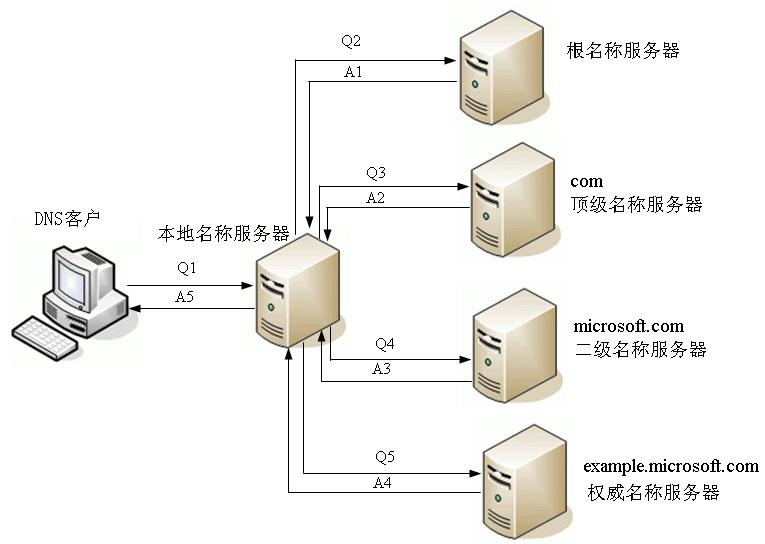 Q2
A1
根名称服务器
Q3
A2
com
顶级名称服务器
DNS客户
本地名称服务器
Q1
A5
Q4
A3
microsoft.com
二级名称服务器
Q5
A4
example.microsoft.com
权威名称服务器